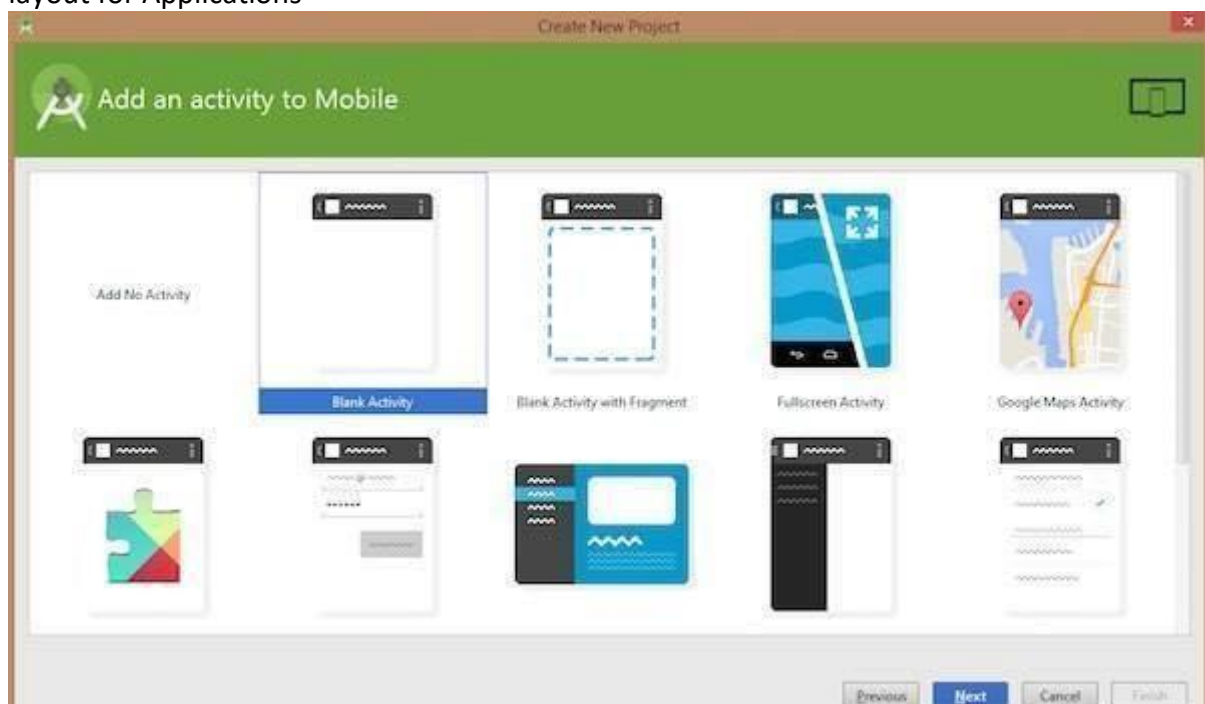 layout for Applications
Create New Project
Add an activity to Mobile
Add No Activity
Blank Activity
Blank Activity with Fragment
Fullscreen Activity
Google Maps Activity
Previous
Next
Cancel
Finish